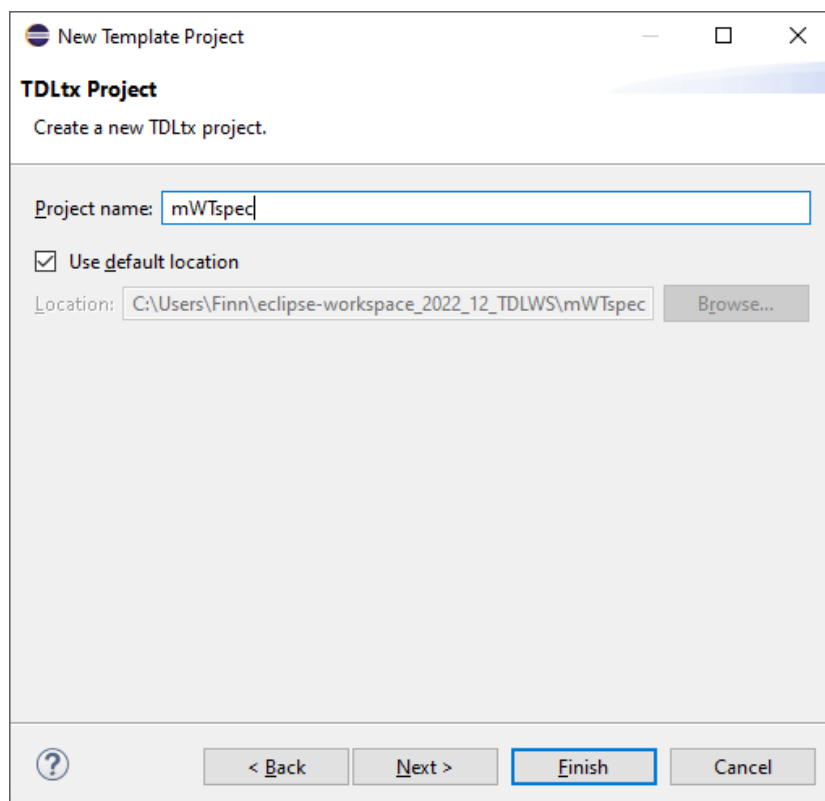 New Template Project
TDLtx Project
Create a new TDLtx project.
Project name: mWTspec
Use default location
Location: C:\Users\Finn\eclipse-workspace_2022_12_TDLWS\mWTspec Browse...
? < Back Next > Finish Cancel